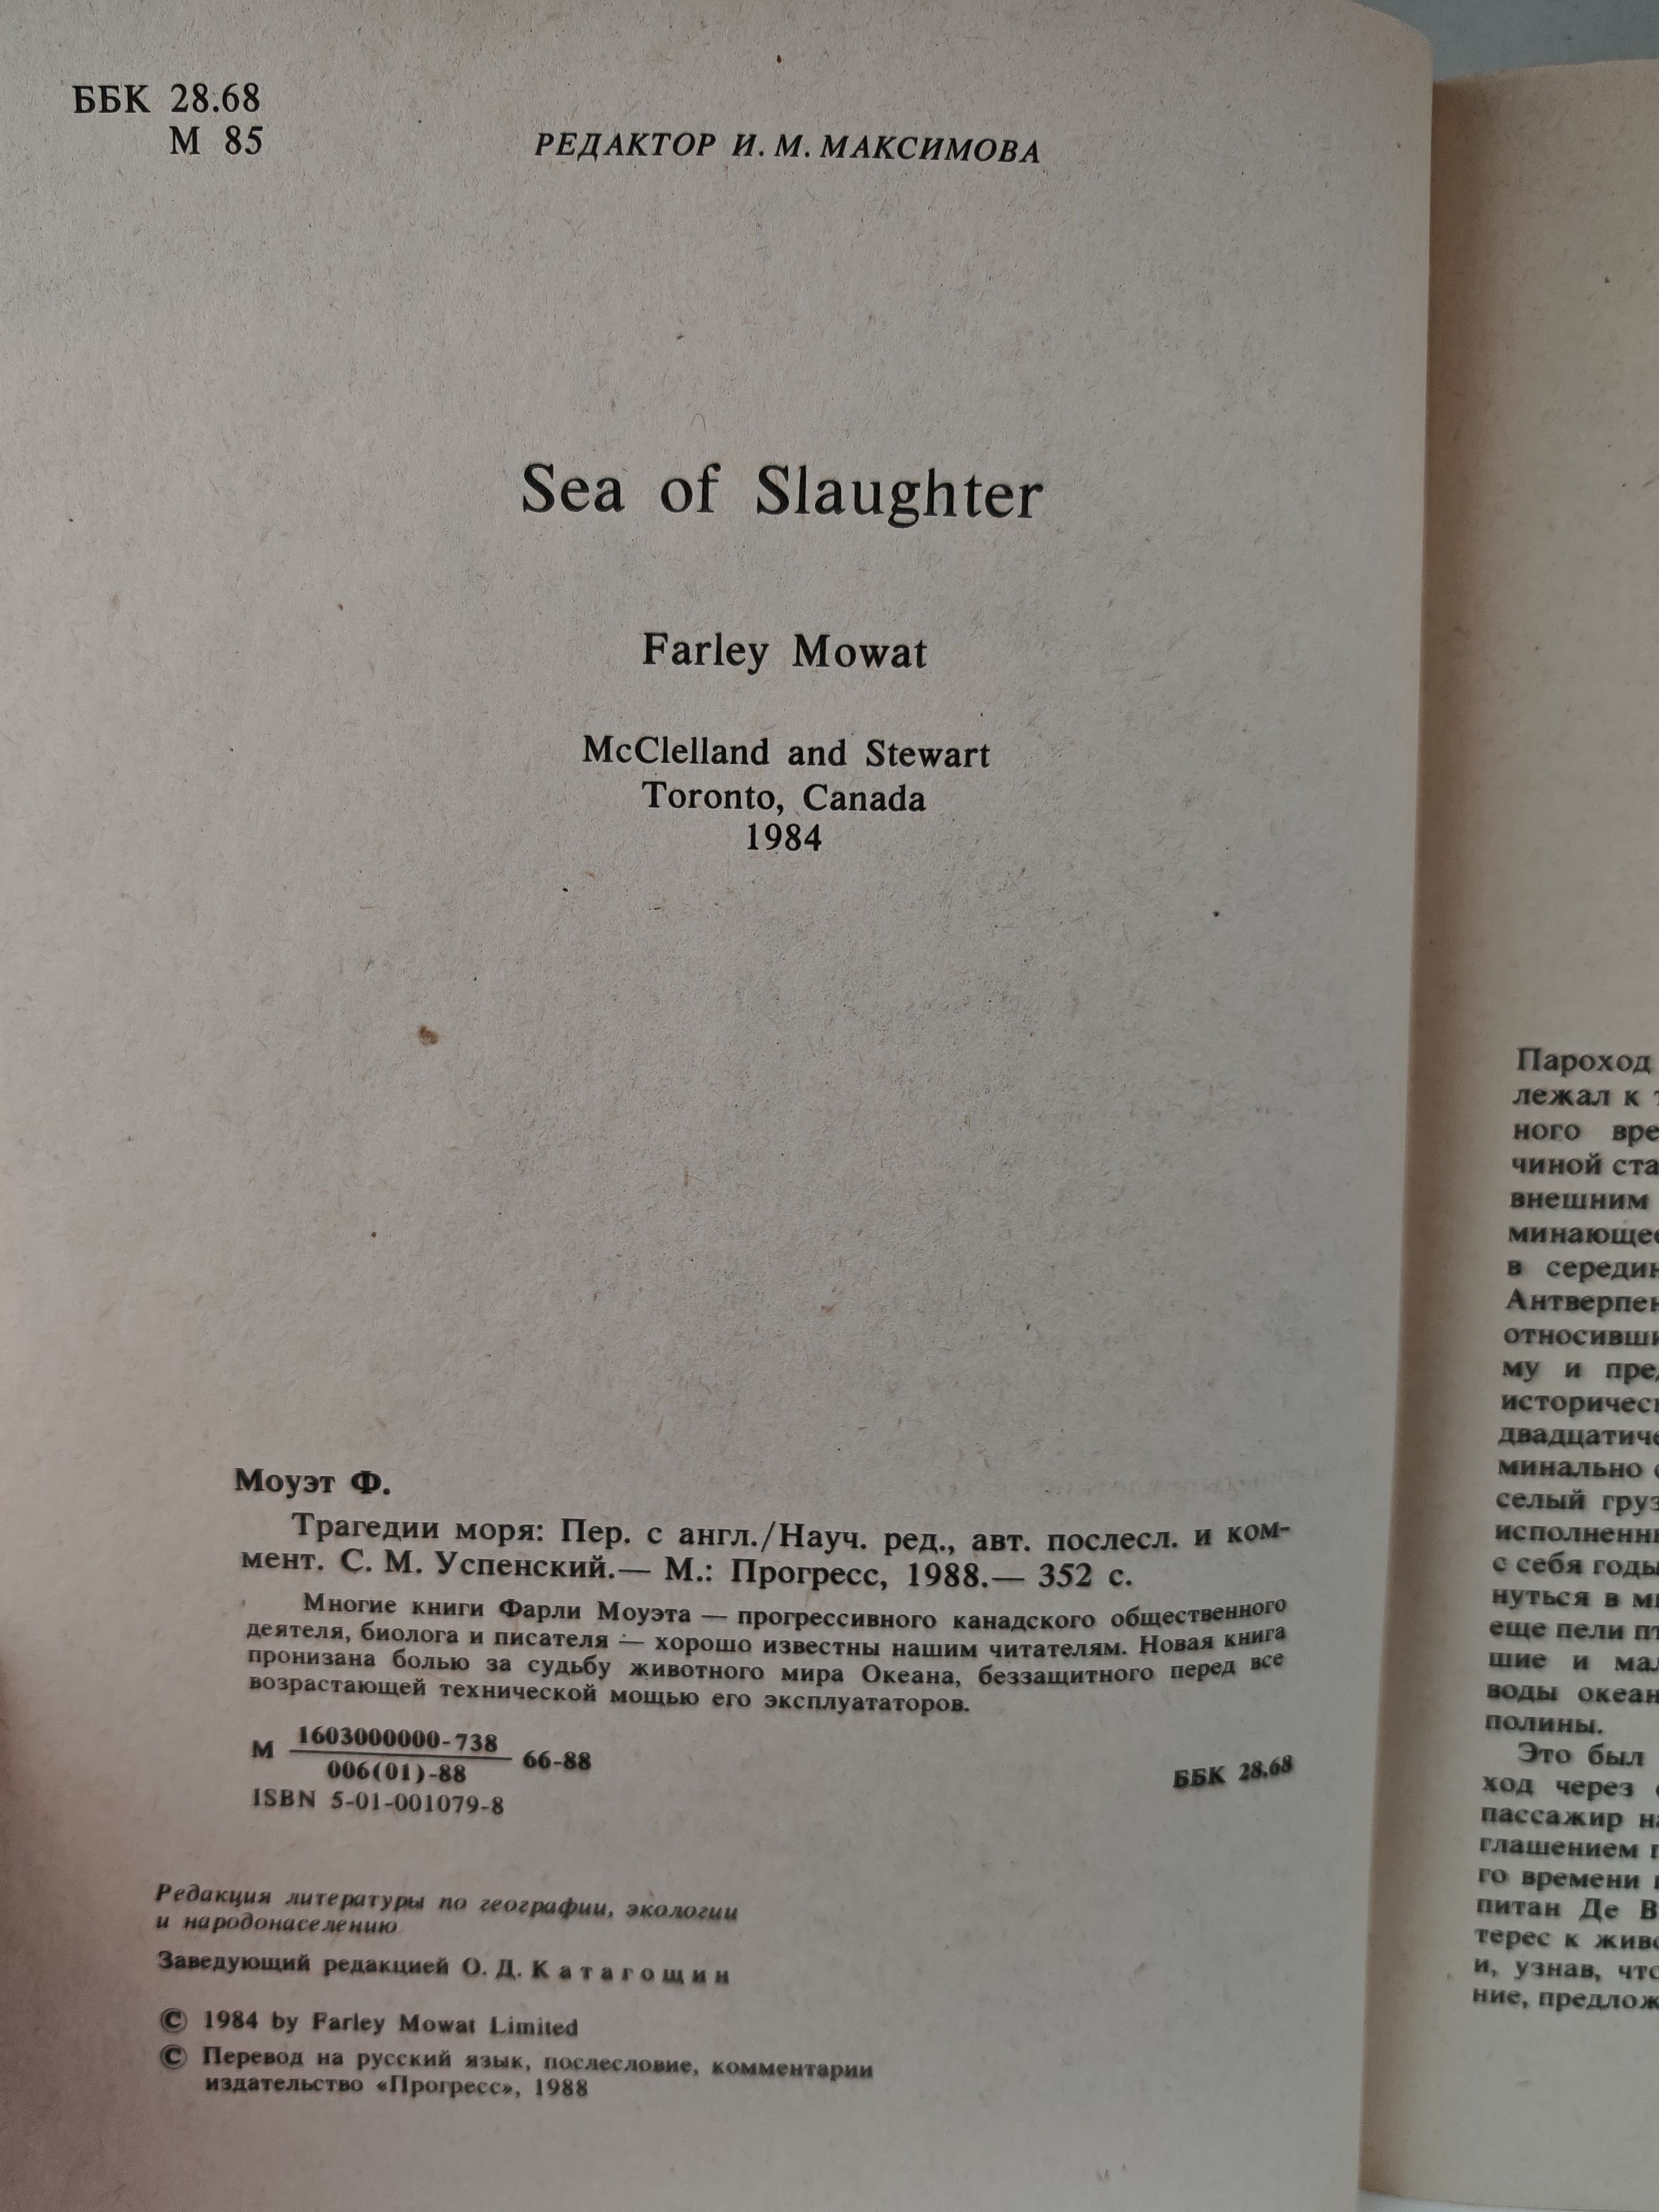 ББК 28.68
М 85
РЕДАКТОР И. М. МАКСИМОВА
Sea of Slaughter
Farley Mowat
McClelland and Stewart
Toronto, Canada
1984
Моуэт Ф.
Трагедии моря: Пер. с англ./Науч. ред., авт. послесл. и ком-
мент. С. М. Успенский.— М.: Прогресс, 1988.— 352 с.
Многие книги Фарли Моуэта — прогрессивного канадского общественного
деятеля, биолога и писателя — хорошо известны нашим читателям. Новая книга
пронизана болью за судьбу животного мира Океана, беззащитного перед все
возрастающей технической мощью его эксплуататоров.
М 1603000000-738
006(01)-88 66-88
ББК 28.68
ISBN 5-01-001079-8
Редакция литературы по географии, экологии
и народонаселению
Заведующий редакцией О. Д. Катагощин
© 1984 by Farley Mowat Limited
© Перевод на русский язык, послесловие, комментарии
издательство «Прогресс», 1988
Пароход
лежал к
ного вре
чиной ста
внешним
минающее
в середин
Антверпен
относивши
му и пред
историческ
двадцатиче
минально
селый груз
исполненны
с себя годы
нуться в
еще пели
шие и мал
воды океан
полины.
Это был
ход через
пассажир на
глашением
го времени
питан Де В
терес к живо
и, узнав, что
ние, предлож